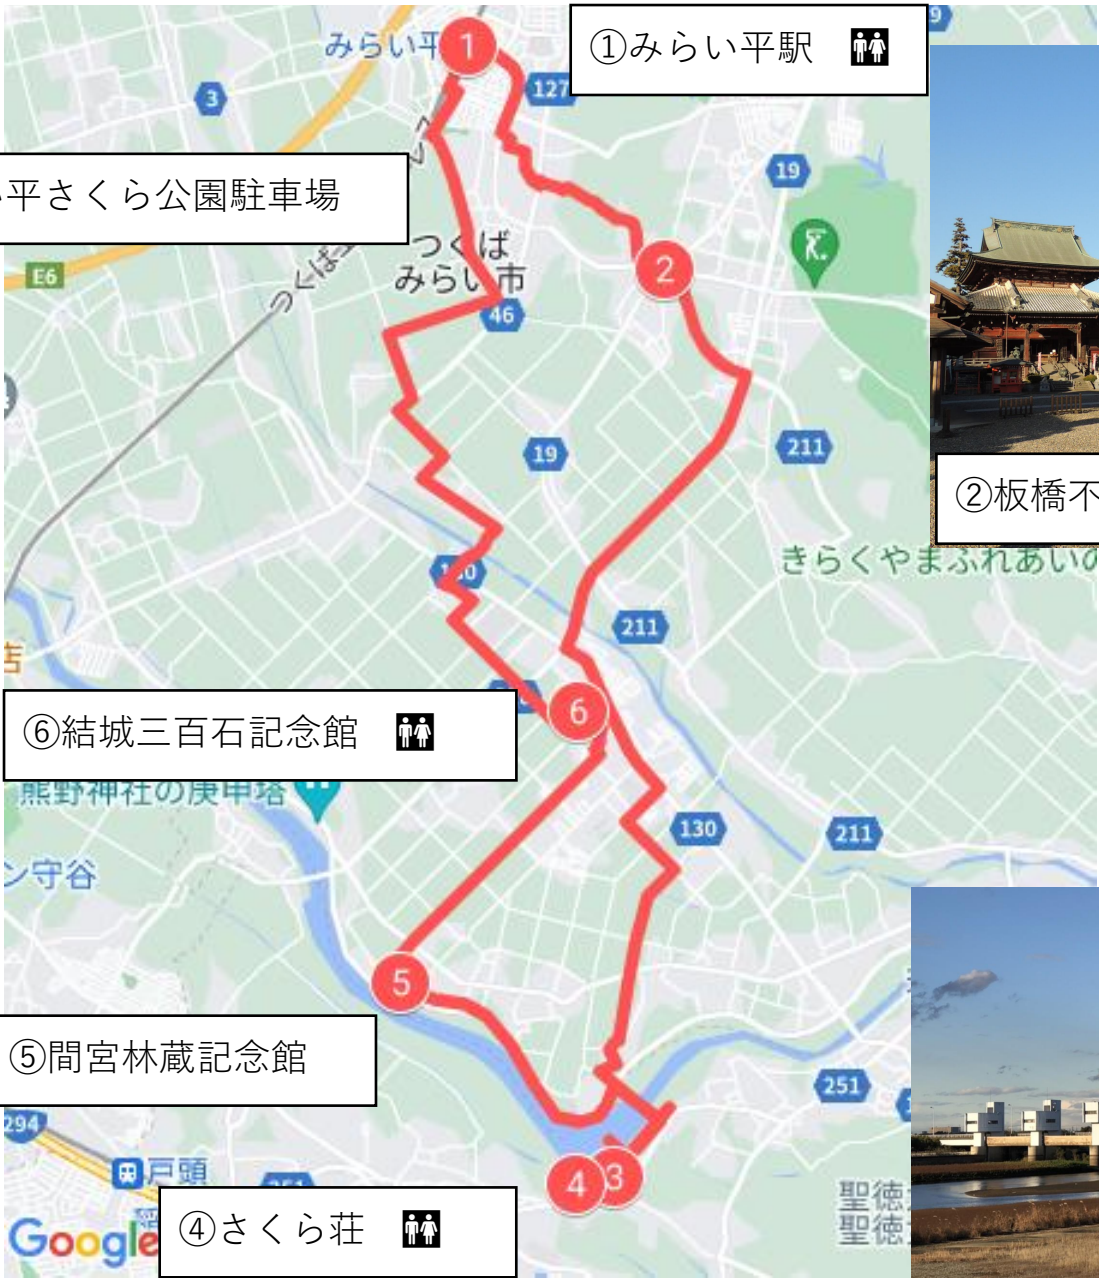 みらい平
①みらい平駅
9
3
127
19
い平さくら公園駐車場
つくば
みらい市
E6
46
2
1
19
211
②板橋不
きらくやまふれあいの
211
6
⑥結城三百石記念館
熊野神社の庚申塔
130
211
ン守谷
5
⑤間宮林蔵記念館
251
294
戸頭
4
3
④さくら荘
聖徳
聖徳
Google